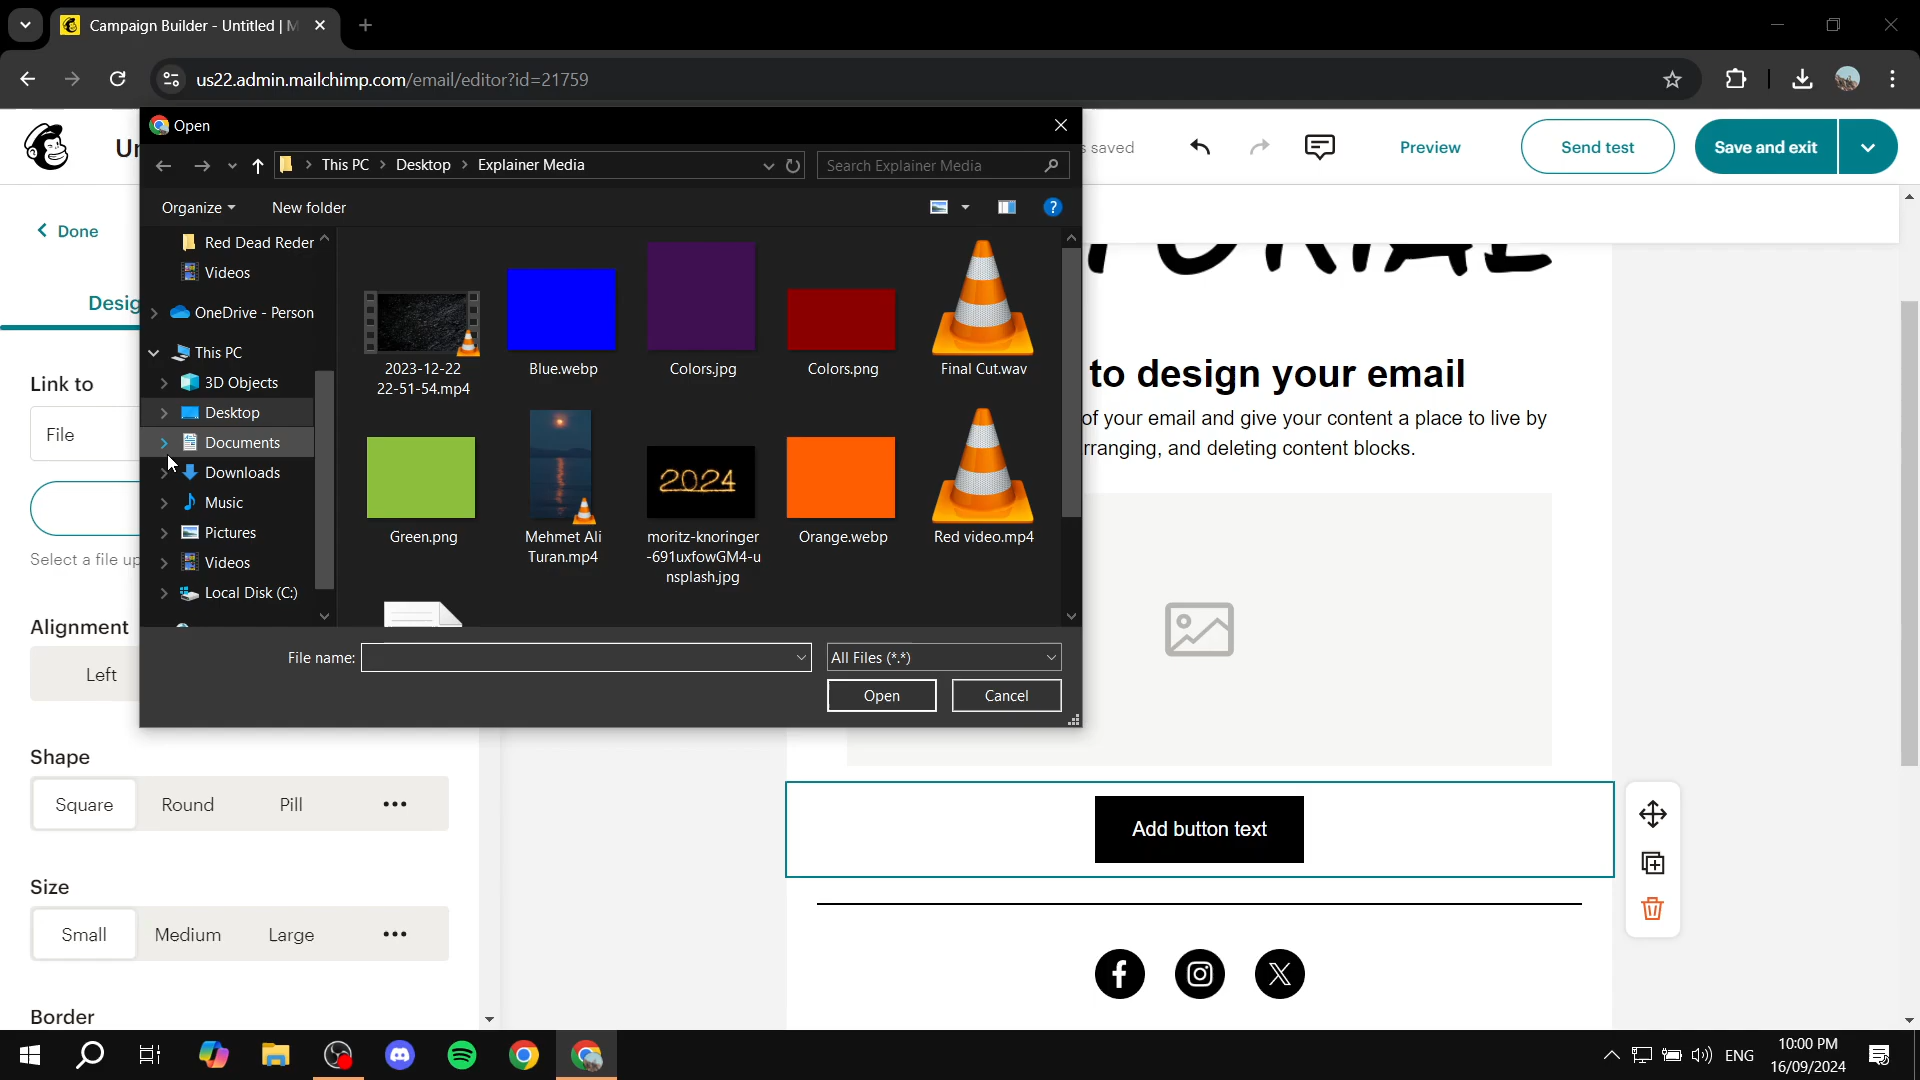 Campaign Builder - Untitled | M
us22.admin.mailchimp.com/email/editor?id=21759
Open
s saved
Preview
Send test
Save and exit
This PC
Desktop
Explainer Media
Search Explainer Media
Organize
New folder
Done
Red Dead Reder
Videos
OneDrive - Person
This PC
3D Objects
Desktop
Documents
Downloads
Music
Pictures
Videos
Local Disk (C:)
2023-12-22
22-51-54.mp4
Blue.webp
Colors.jpg
Colors.png
Final Cut.wav
Green.png
Mehmet Ali
Turan.mp4
2024
moritz-knoringer
-691uxfowGM4-u
nsplash.jpg
Orange.webp
Red video.mp4
File name:
All Files (*.*)
Open
Cancel
Desig
Link to
File
Select a file up
Alignment
Left
Shape
Square
Round
Pill
Size
Small
Medium
Large
Border
to design your email
of your email and give your content a place to live by
rranging, and deleting content blocks.
Add button text
ENG
10:00 PM
16/09/2024